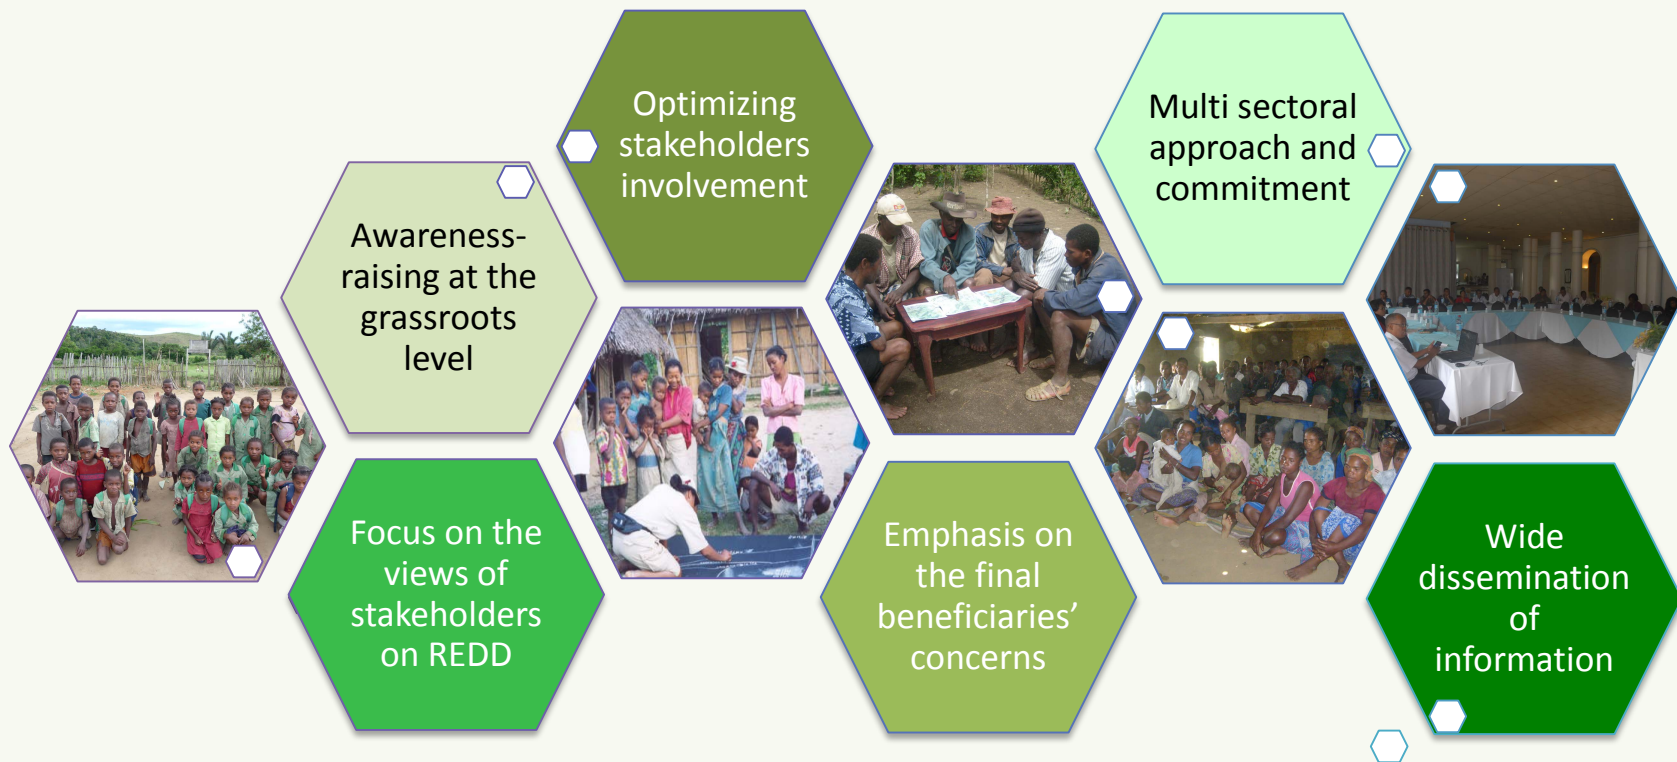 Awareness-
raising at the
grassroots
level
Focus on the
views of
stakeholders
on REDD
Optimizing
stakeholders
involvement
Emphasis on
the final
beneficiaries’
concerns
Multi sectoral
approach and
commitment
Wide
dissemination
of
information